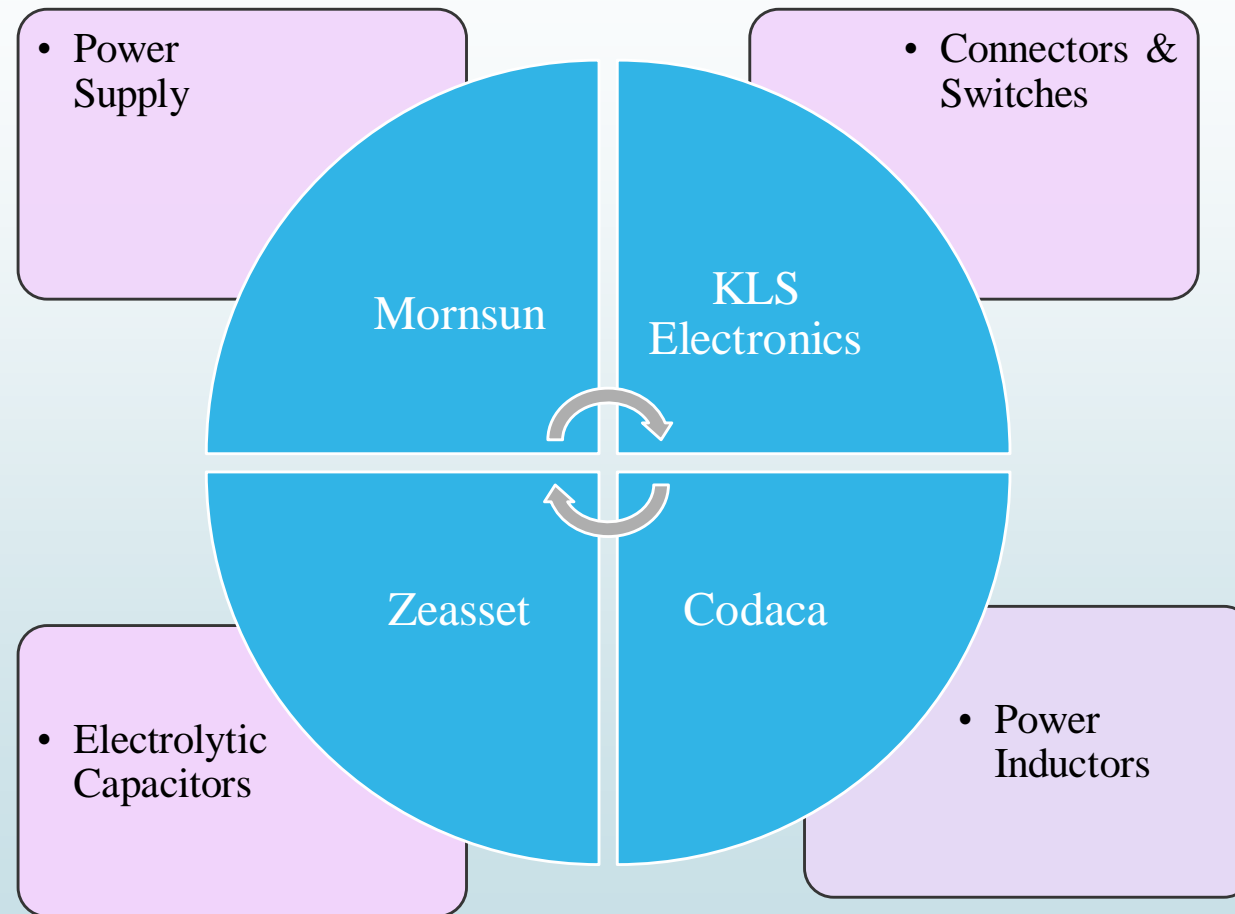 • Power
Supply
• Connectors &
Switches
Mornsun
KLS
Electronics
Zeasset
Codaca
• Electrolytic
Capacitors
• Power
Inductors